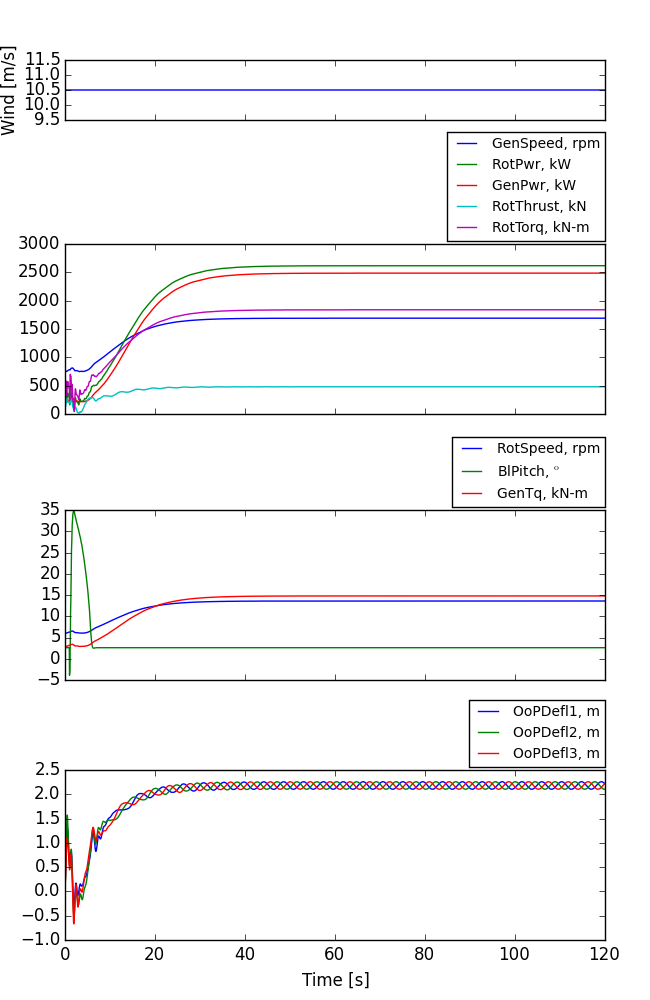 Wind [m/s]
11.5
11.0
10.5
10.0
9.5
GenSpeed, rpm
RotPwr, kW
GenPwr, kW
RotThrust, kN
RotTorq, kN-m
3000
2500
2000
1500
1000
500
0
RotSpeed, rpm
BlPitch, °
GenTq, kN-m
35
30
25
20
15
10
5
0
−5
OoPDefl1, m
OoPDefl2, m
OoPDefl3, m
2.5
2.0
1.5
1.0
0.5
0.0
−0.5
−1.0
0 20 40 60 80 100 120
Time [s]